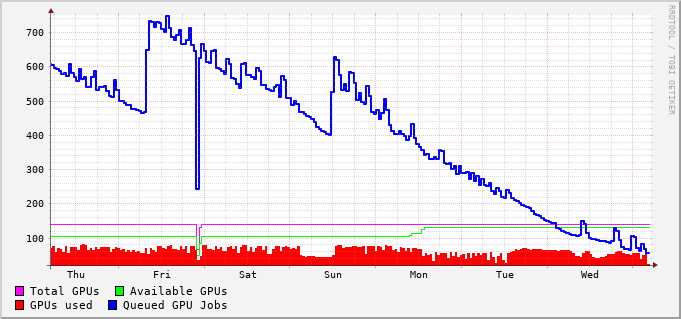 RRDTOOL / TOBI OETIKER
700
600
500
400
300
200
100
Thu Fri Sat Sun Mon Tue Wed
Total GPUs Available GPUs
GPUs used Queued GPU Jobs